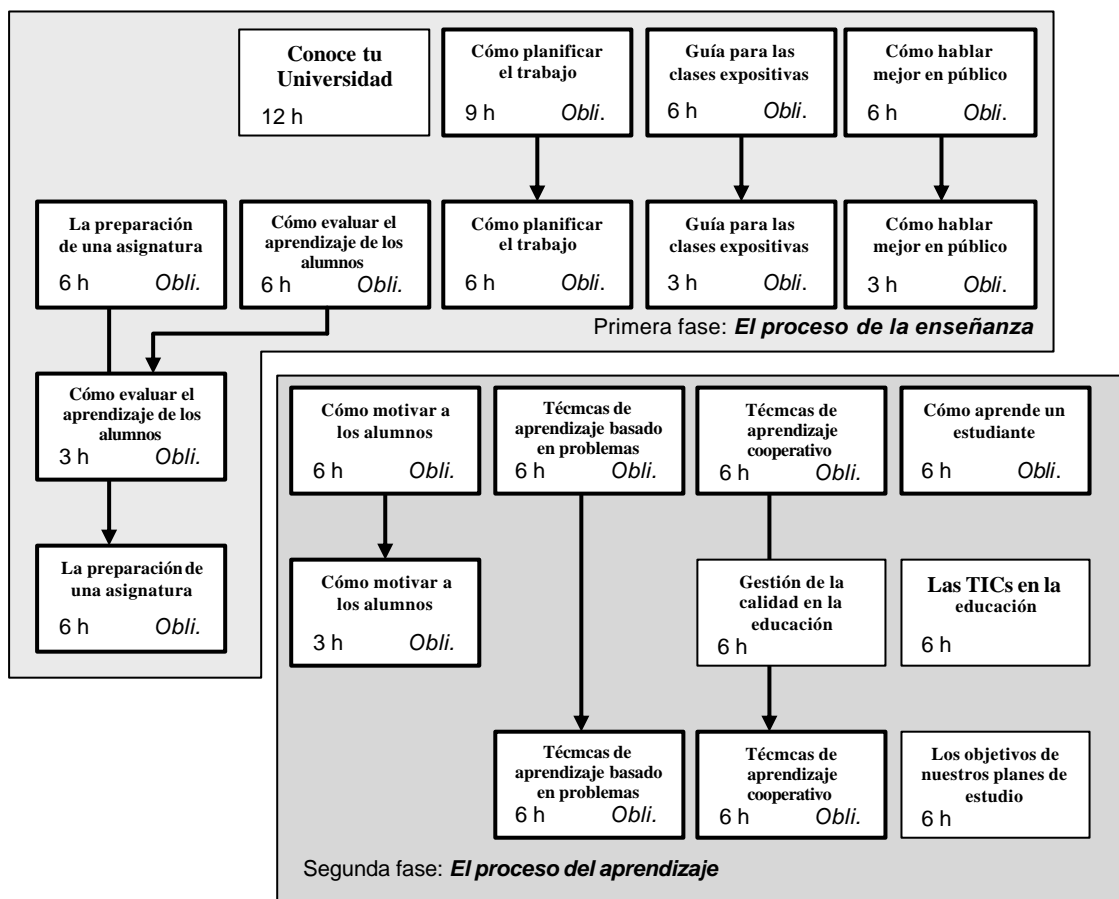 Conoce tu
Universidad
12 h
Cómo planificar
el trabajo
9 h Obli.
Guía para las
clases expositivas
6 h Obli.
Cómo hablar
mejor en público
6 h Obli.
La preparación
de una asignatura
6 h Obli.
Cómo evaluar el
aprendizaje de los
alumnos
6 h Obli.
Cómo planificar
el trabajo
6 h Obli.
Guía para las
clases expositivas
3 h Obli.
Cómo hablar
mejor en público
3 h Obli.
Primera fase: El proceso de la enseñanza
Cómo evaluar el
aprendizaje de los
alumnos
3 h Obli.
La preparación de
una asignatura
6 h Obli.
Cómo motivar a
los alumnos
6 h Obli.
Técmcas de
aprendizaje basado
en problemas
6 h Obli.
Técmcas de
aprendizaje
cooperativo
6 h Obli.
Cómo aprende un
estudiante
6 h Obli.
Cómo motivar a
los alumnos
3 h Obli.
Gestión de la
calidad en la
educación
6 h
Las TICs en la
educación
6 h
Técmcas de
aprendizaje basado
en problemas
6 h Obli.
Técmcas de
aprendizaje
cooperativo
6 h Obli.
Los objetivos de
nuestros planes de
estudio
6 h
Segunda fase: El proceso del aprendizaje